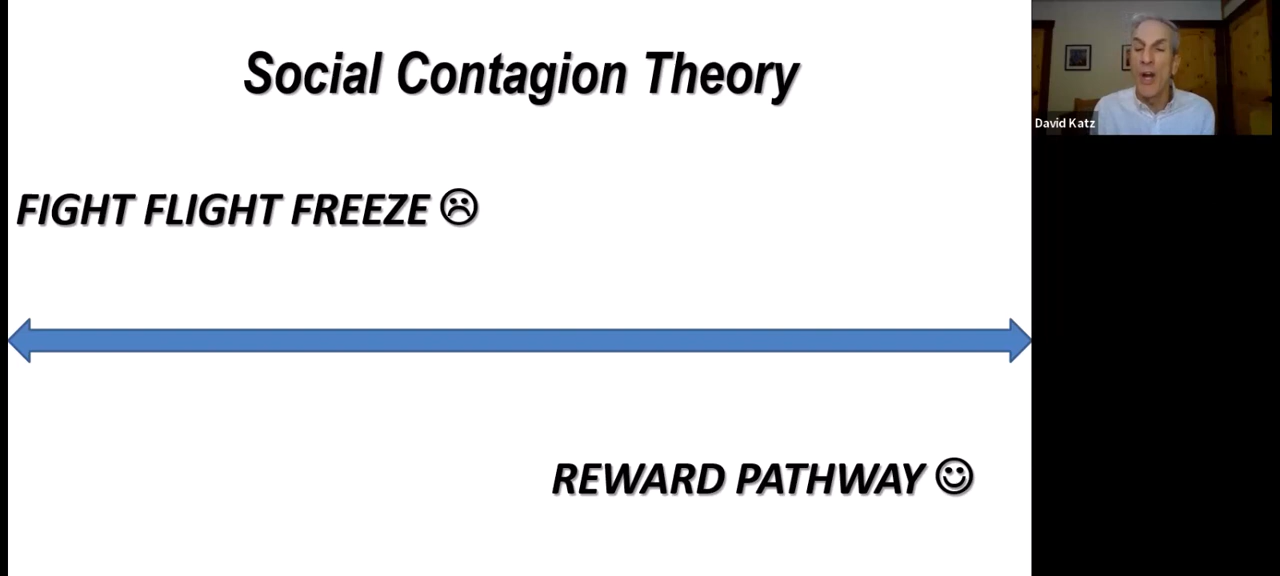 Social Contagion Theory
David Katz
FIGHT FLIGHT FREEZE ☹
REWARD PATHWAY ☺